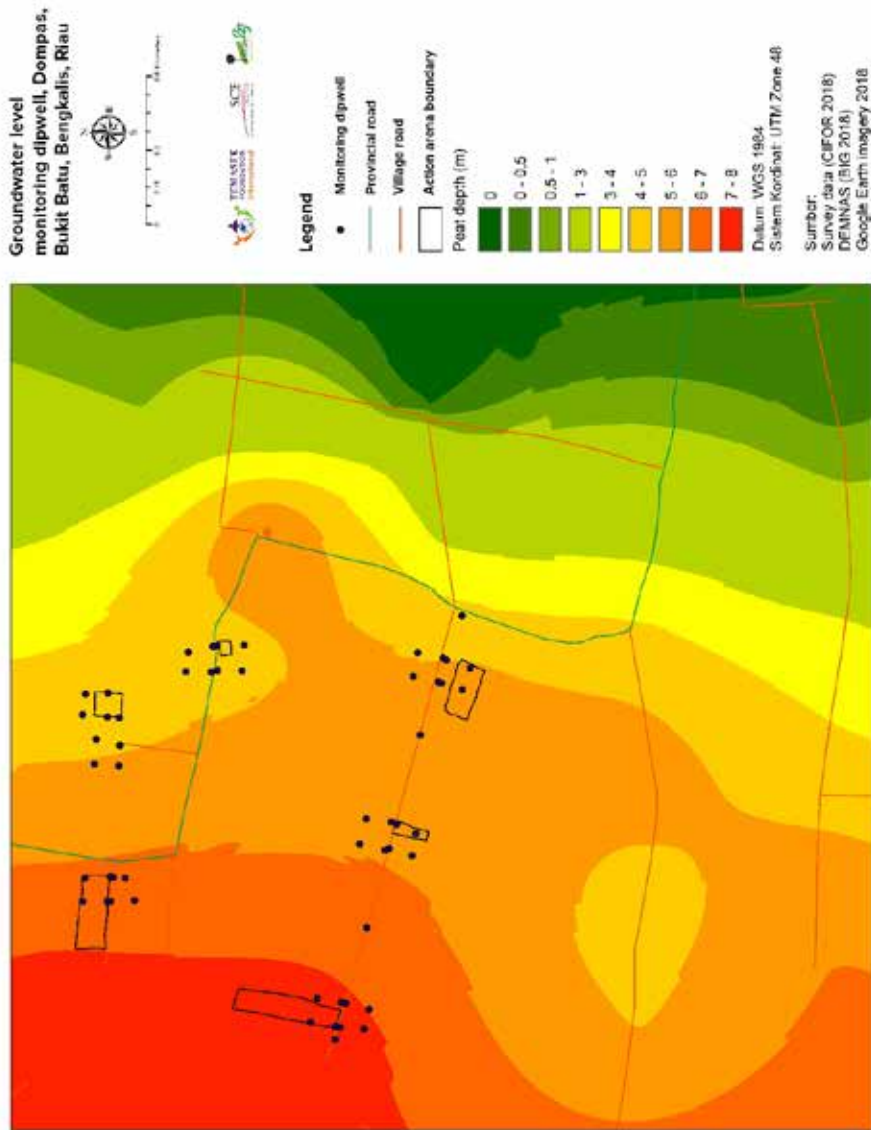 Groundwater level
monitoring dipwell, Dompas,
Bukit Batu, Bengkalis, Riau
N
S
TEMASEK
FOUNDATION
SCE
Legend
Monitoring dipwell
Provincial road
Village road
Action arena boundary
Peat depth (m)
0
0 - 0.5
0.5 - 1
1 - 3
3 - 4
4 - 5
5 - 6
6 - 7
7 - 8
Datum: WGS 1984
Sistem Kordinat: UTM Zone 48
Sumber:
Survey data (CIFOR 2018)
DEMNAS (BIG 2018)
Google Earth imagery 2018